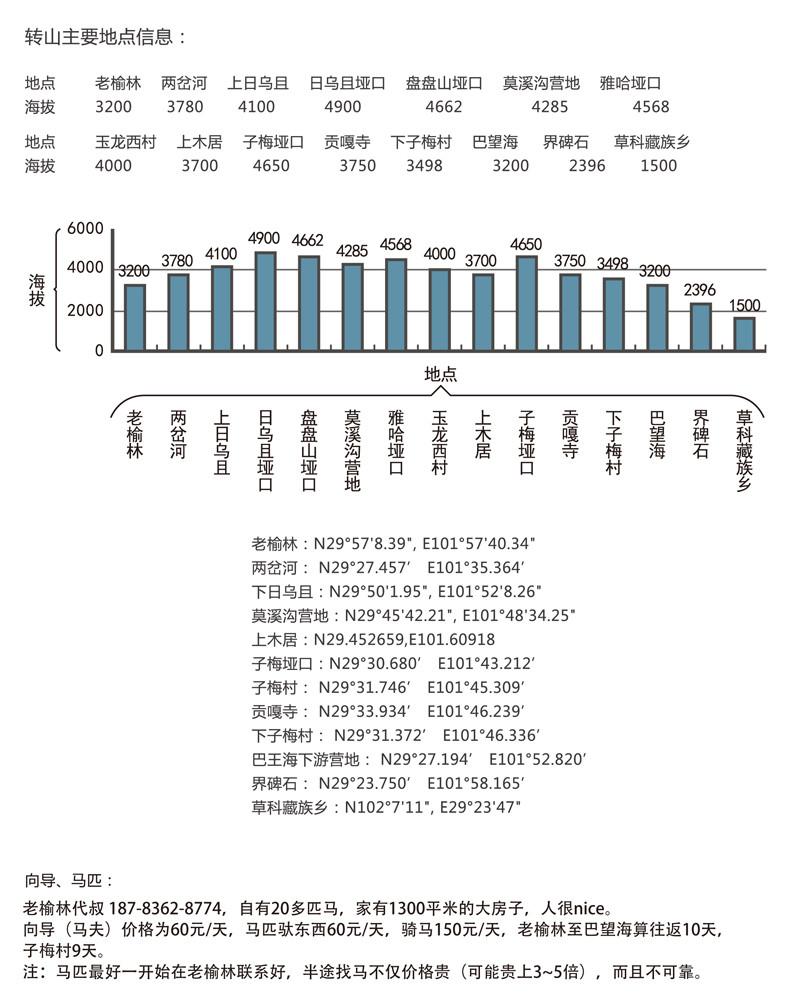 转山主要地点信息：
地点 老榆林 两岔河 上日乌且 日乌且垭口 盘盘山垭口 莫溪沟营地 雅哈垭口
海拔 3200 3780 4100 4900 4662 4285 4568
地点 玉龙西村 上木居 子梅垭口 贡嘎寺 下子梅村 巴望海 界碑石 草科藏族乡
海拔 4000 3700 4650 3750 3498 3200 2396 1500
海拔
6000
4000
2000
0
3200 3780 4100 4900 4662 4285 4568 4000 3700 4650 3750 3498 3200 2396 1500
地点
老榆林 两岔河 上日乌且 日乌且垭口 盘盘山垭口 莫溪沟营地 雅哈垭口 玉龙西村 上木居 子梅垭口 贡嘎寺 下子梅村 巴望海 界碑石 草科藏族乡
老榆林：N29°57'8.39", E101°57'40.34"
两岔河： N29°27.457′ E101°35.364′
下日乌且：N29°50'1.95", E101°52'8.26"
莫溪沟营地：N29°45'42.21", E101°48'34.25"
上木居：N29.452659,E101.60918
子梅垭口：N29°30.680′ E101°43.212′
子梅村： N29°31.746′ E101°45.309′
贡嘎寺： N29°33.934′ E101°46.239′
下子梅村： N29°31.372′ E101°46.336′
巴王海下游营地： N29°27.194′ E101°52.820′
界碑石： N29°23.750′ E101°58.165′
草科藏族乡：N102°7'11", E29°23'47"
向导、马匹：
老榆林代叔 187-8362-8774，自有20多匹马，家有1300平米的大房子，人很nice。
向导（马夫）价格为60元/天，马匹驮东西60元/天，骑马150元/天，老榆林至巴望海算往返10天，
子梅村9天。
注：马匹最好一开始在老榆林联系好，半途找马不仅价格贵（可能贵上3~5倍），而且不可靠。